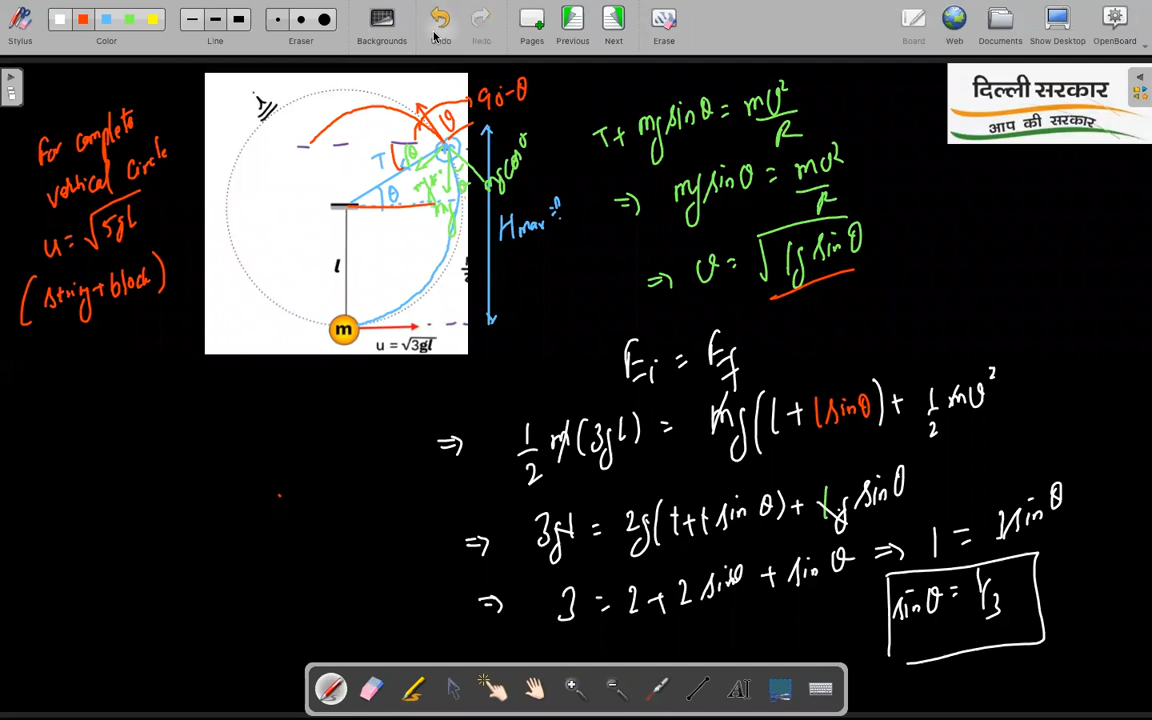 Stylus
Color
Line
Eraser
Backgrounds
Undo
Redo
Pages
Previous
Next
Erase
Board
Web
Documents
Show Desktop
OpenBoard
दिल्ली सरकार
आप की सरकार
for complete
vertical circle
u = √5gl
(string + block)
90-θ
θ
T
θ
θ
mg cos θ
mg
Hmax = ?
l
m
u = √3gl
T + mg sinθ = mv²/R
⇒ mg sinθ = mv²/R
⇒ v = √lg sinθ
Ei = Ef
⇒ 1/2 m(3gl) = mg(l + l sinθ) + 1/2 mv²
⇒ 3gl = 2g(l + l sinθ) + lg sinθ
⇒ 3 = 2 + 2 sinθ + sinθ ⇒ 1 = 3 sinθ
sinθ = 1/3